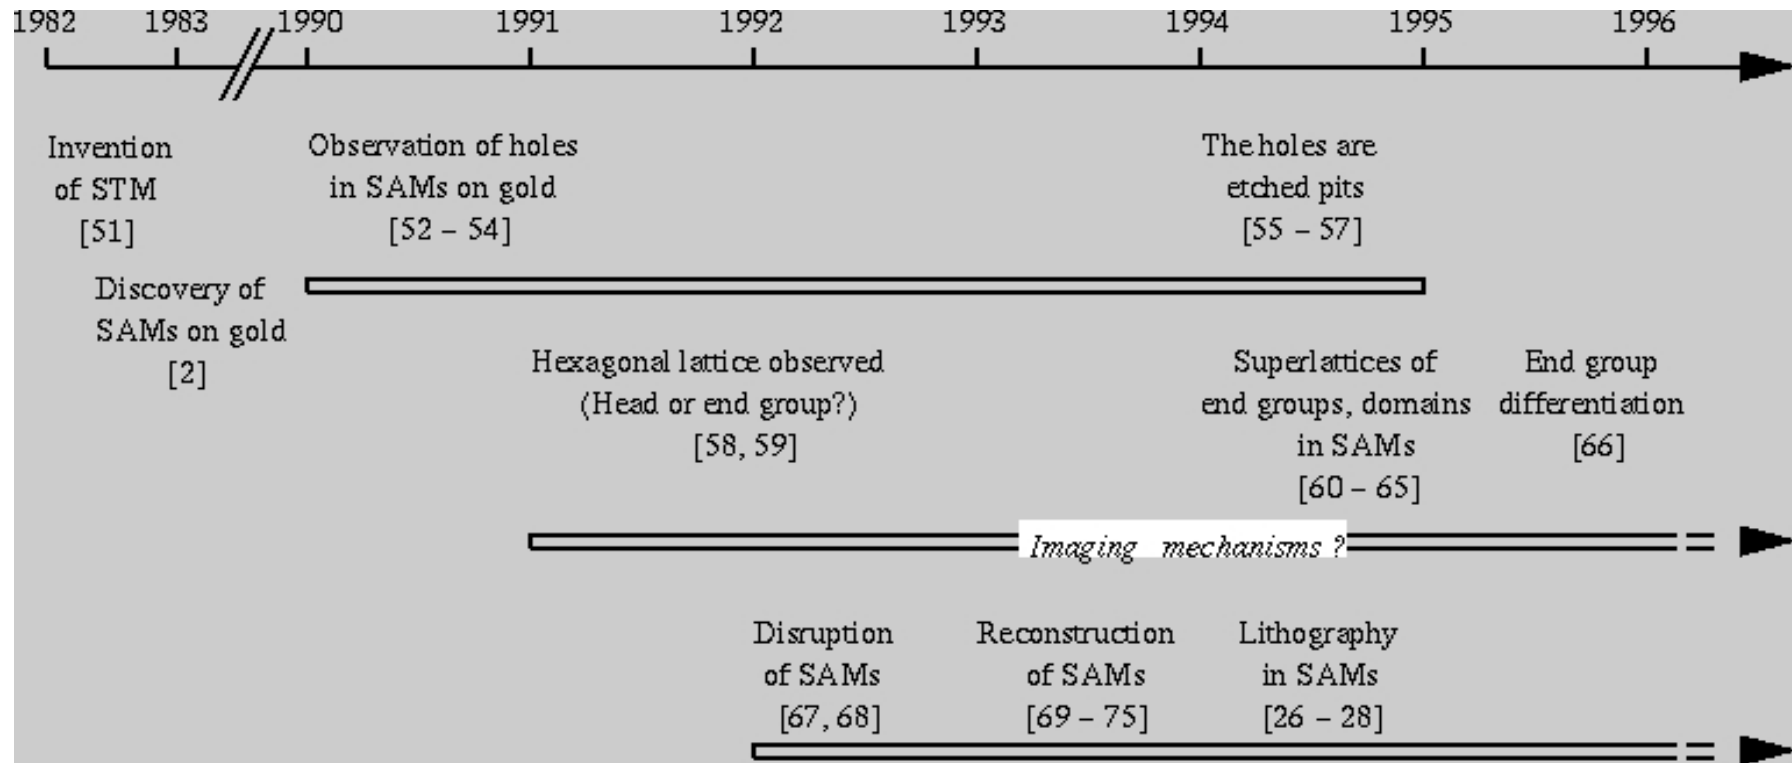 1982 1983 1990 1991 1992 1993 1994 1995 1996
Invention
of STM
[51]
Observation of holes
in SAMs on gold
[52 – 54]
The holes are
etched pits
[55 – 57]
Discovery of
SAMs on gold
[2]
Hexagonal lattice observed
(Head or end group?)
[58, 59]
Superlattices of
end groups, domains
in SAMs
[60 – 65]
End group
differentiation
[66]
Imaging mechanisms ?
Disruption
of SAMs
[67, 68]
Reconstruction
of SAMs
[69 – 75]
Lithography
in SAMs
[26 – 28]